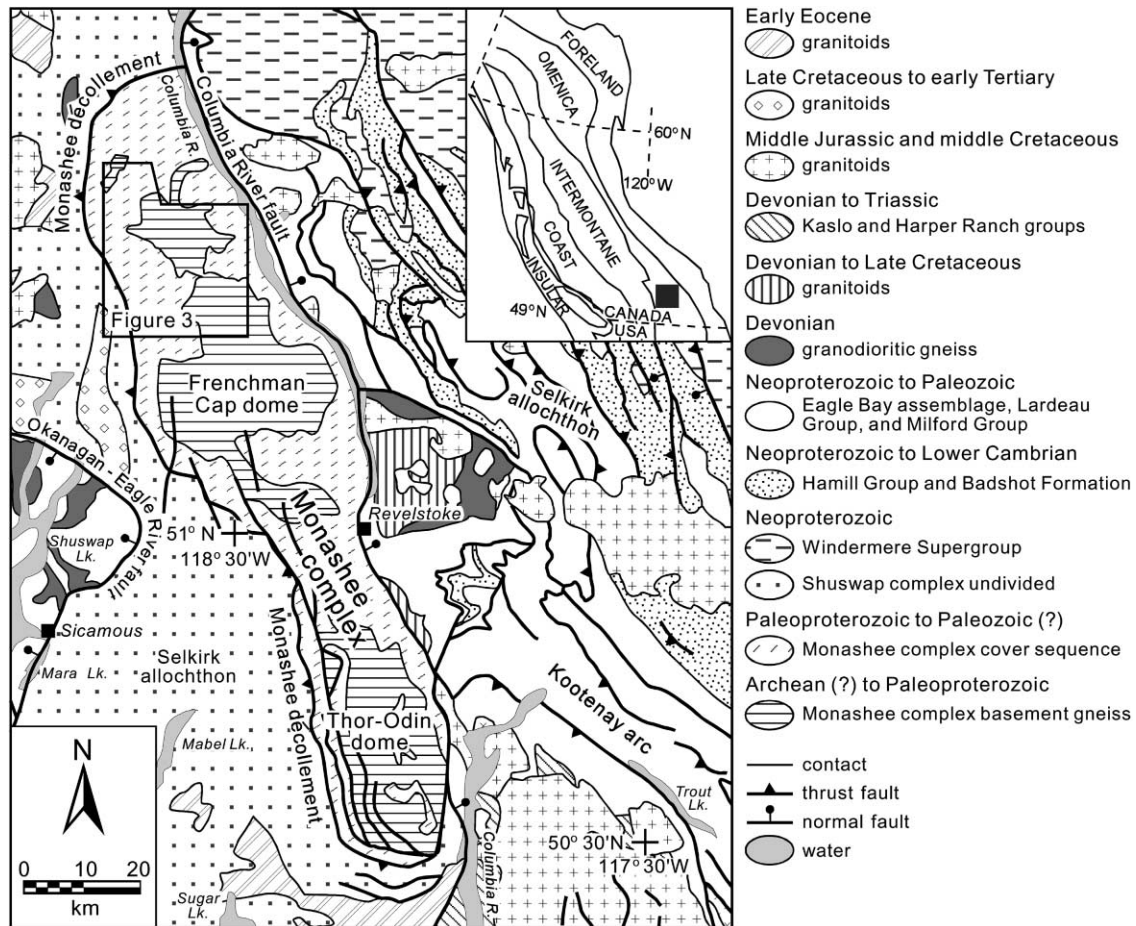 Monashee décollement
Columbia R.
Columbia River fault
Figure 3
Frenchman
Cap dome
Okanagan - Eagle River fault
Shuswap
Lk.
51° N
118° 30'W
Monashee
complex
Revelstoke
Selkirk
allochthon
Sicamous
Mara Lk.
Selkirk
allochthon
Monashee décollement
Thor-Odin
dome
Mabel Lk.
Kootenay arc
Trout
Lk.
50° 30'N
117° 30'W
Columbia R.
Sugar
Lk.
N
0 10 20
km
FORELAND
OMENICA
60° N
120° W
INTERMONTANE
COAST
INSULAR
49° N
CANADA
USA
Early Eocene
granitoids
Late Cretaceous to early Tertiary
granitoids
Middle Jurassic and middle Cretaceous
granitoids
Devonian to Triassic
Kaslo and Harper Ranch groups
Devonian to Late Cretaceous
granitoids
Devonian
granodioritic gneiss
Neoproterozoic to Paleozoic
Eagle Bay assemblage, Lardeau
Group, and Milford Group
Neoproterozoic to Lower Cambrian
Hamill Group and Badshot Formation
Neoproterozoic
Windermere Supergroup
Shuswap complex undivided
Paleoproterozoic to Paleozoic (?)
Monashee complex cover sequence
Archean (?) to Paleoproterozoic
Monashee complex basement gneiss
contact
thrust fault
normal fault
water